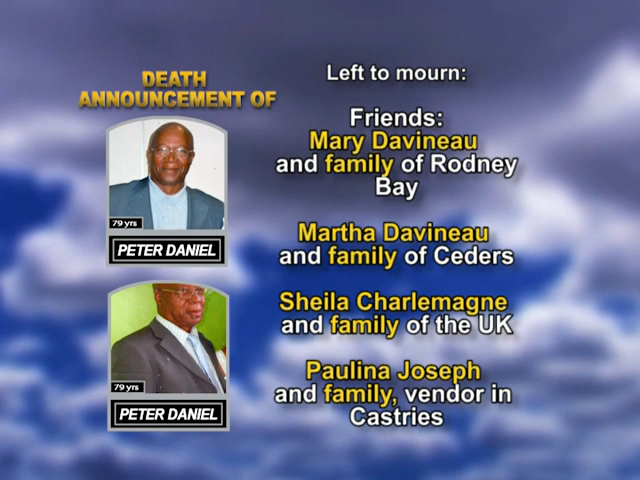 DEATH
ANNOUNCEMENT OF
79 yrs
PETER DANIEL
79 yrs
PETER DANIEL
Left to mourn:
Friends:
Mary Davineau
and family of Rodney
Bay
Martha Davineau
and family of Ceders
Sheila Charlemagne
and family of the UK
Paulina Joseph
and family, vendor in
Castries